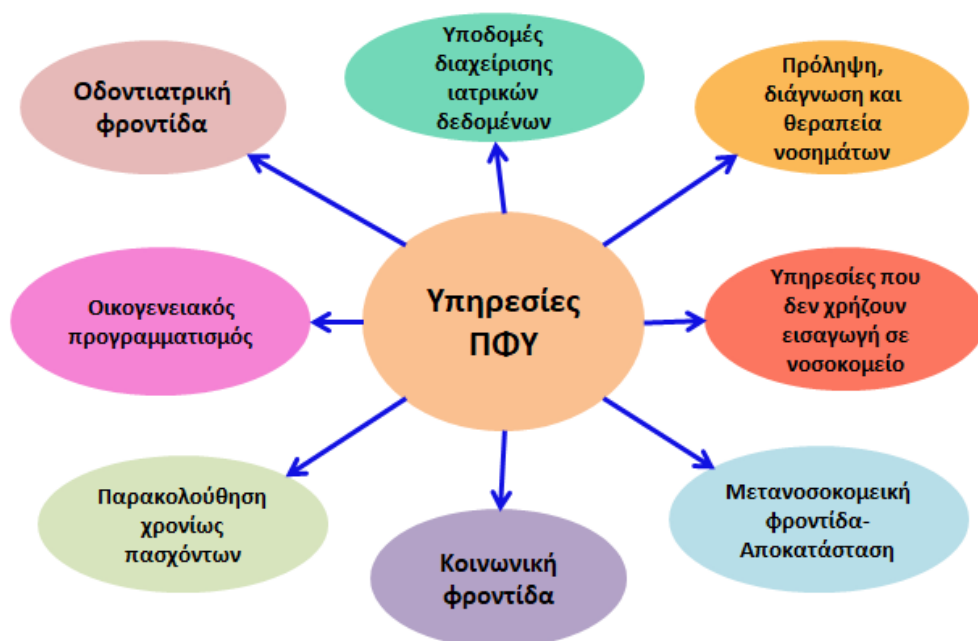 Υποδομές
διαχείρισης
ιατρικών
δεδομένων
Οδοντιατρική
φροντίδα
Πρόληψη,
διάγνωση και
θεραπεία
νοσημάτων
Οικογενειακός
προγραμματισμός
Υπηρεσίες
ΠΦΥ
Υπηρεσίες που
δεν χρήζουν
εισαγωγή σε
νοσοκομείο
Παρακολούθηση
χρονίως
πασχόντων
Κοινωνική
φροντίδα
Μετανοσοκομεική
φροντίδα-
Αποκατάσταση